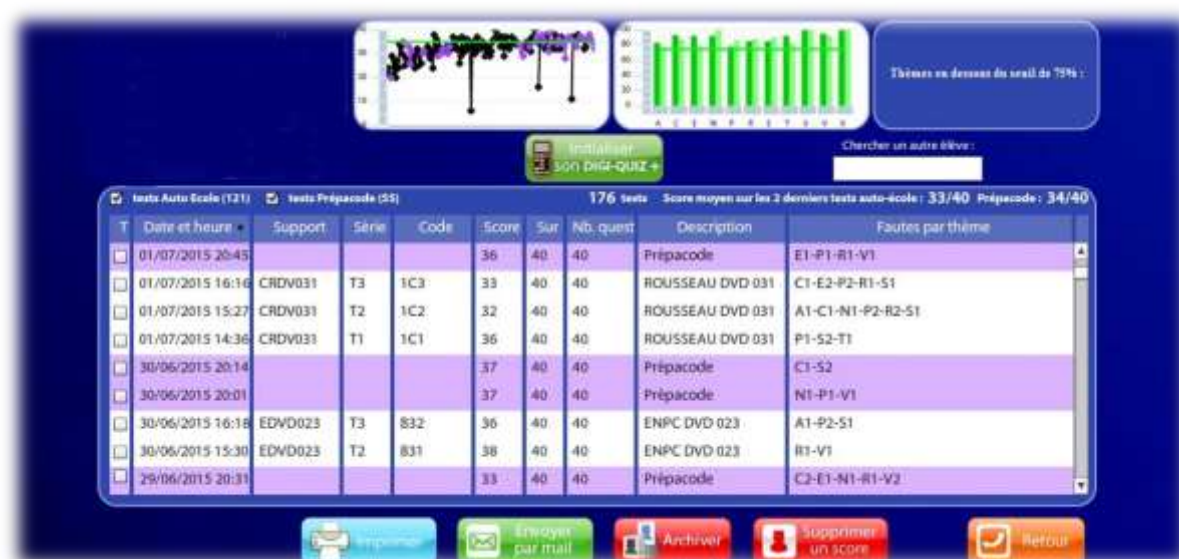 Thèmes en dessous du seuil de 75% :
A C E N P R S T V
Initialiser
son DIGI-QUIZ +
Chercher un autre élève :
tests Auto Ecole (121) tests Prépacode (55) 176 tests Score moyen sur les 2 derniers tests auto-école : 33/40 Prépacode : 34/40
T Date et heure Support Série Code Score Sur Nb. quest Description Fautes par thème
01/07/2015 20:45 36 40 40 Prépacode E1-P1-R1-V1
01/07/2015 16:16 CRDV031 T3 1C3 33 40 40 ROUSSEAU DVD 031 C1-E2-P2-R1-S1
01/07/2015 15:27 CRDV031 T2 1C2 32 40 40 ROUSSEAU DVD 031 A1-C1-N1-P2-R2-S1
01/07/2015 14:36 CRDV031 T1 1C1 36 40 40 ROUSSEAU DVD 031 P1-S2-T1
30/06/2015 20:14 37 40 40 Prépacode C1-S2
30/06/2015 20:01 37 40 40 Prépacode N1-P1-V1
30/06/2015 16:18 EDVD023 T3 832 36 40 40 ENPC DVD 023 A1-P2-S1
30/06/2015 15:30 EDVD023 T2 831 38 40 40 ENPC DVD 023 R1-V1
29/06/2015 20:31 33 40 40 Prépacode C2-E1-N1-R1-V2
Imprimer Envoyer par mail Archiver Supprimer un score Retour